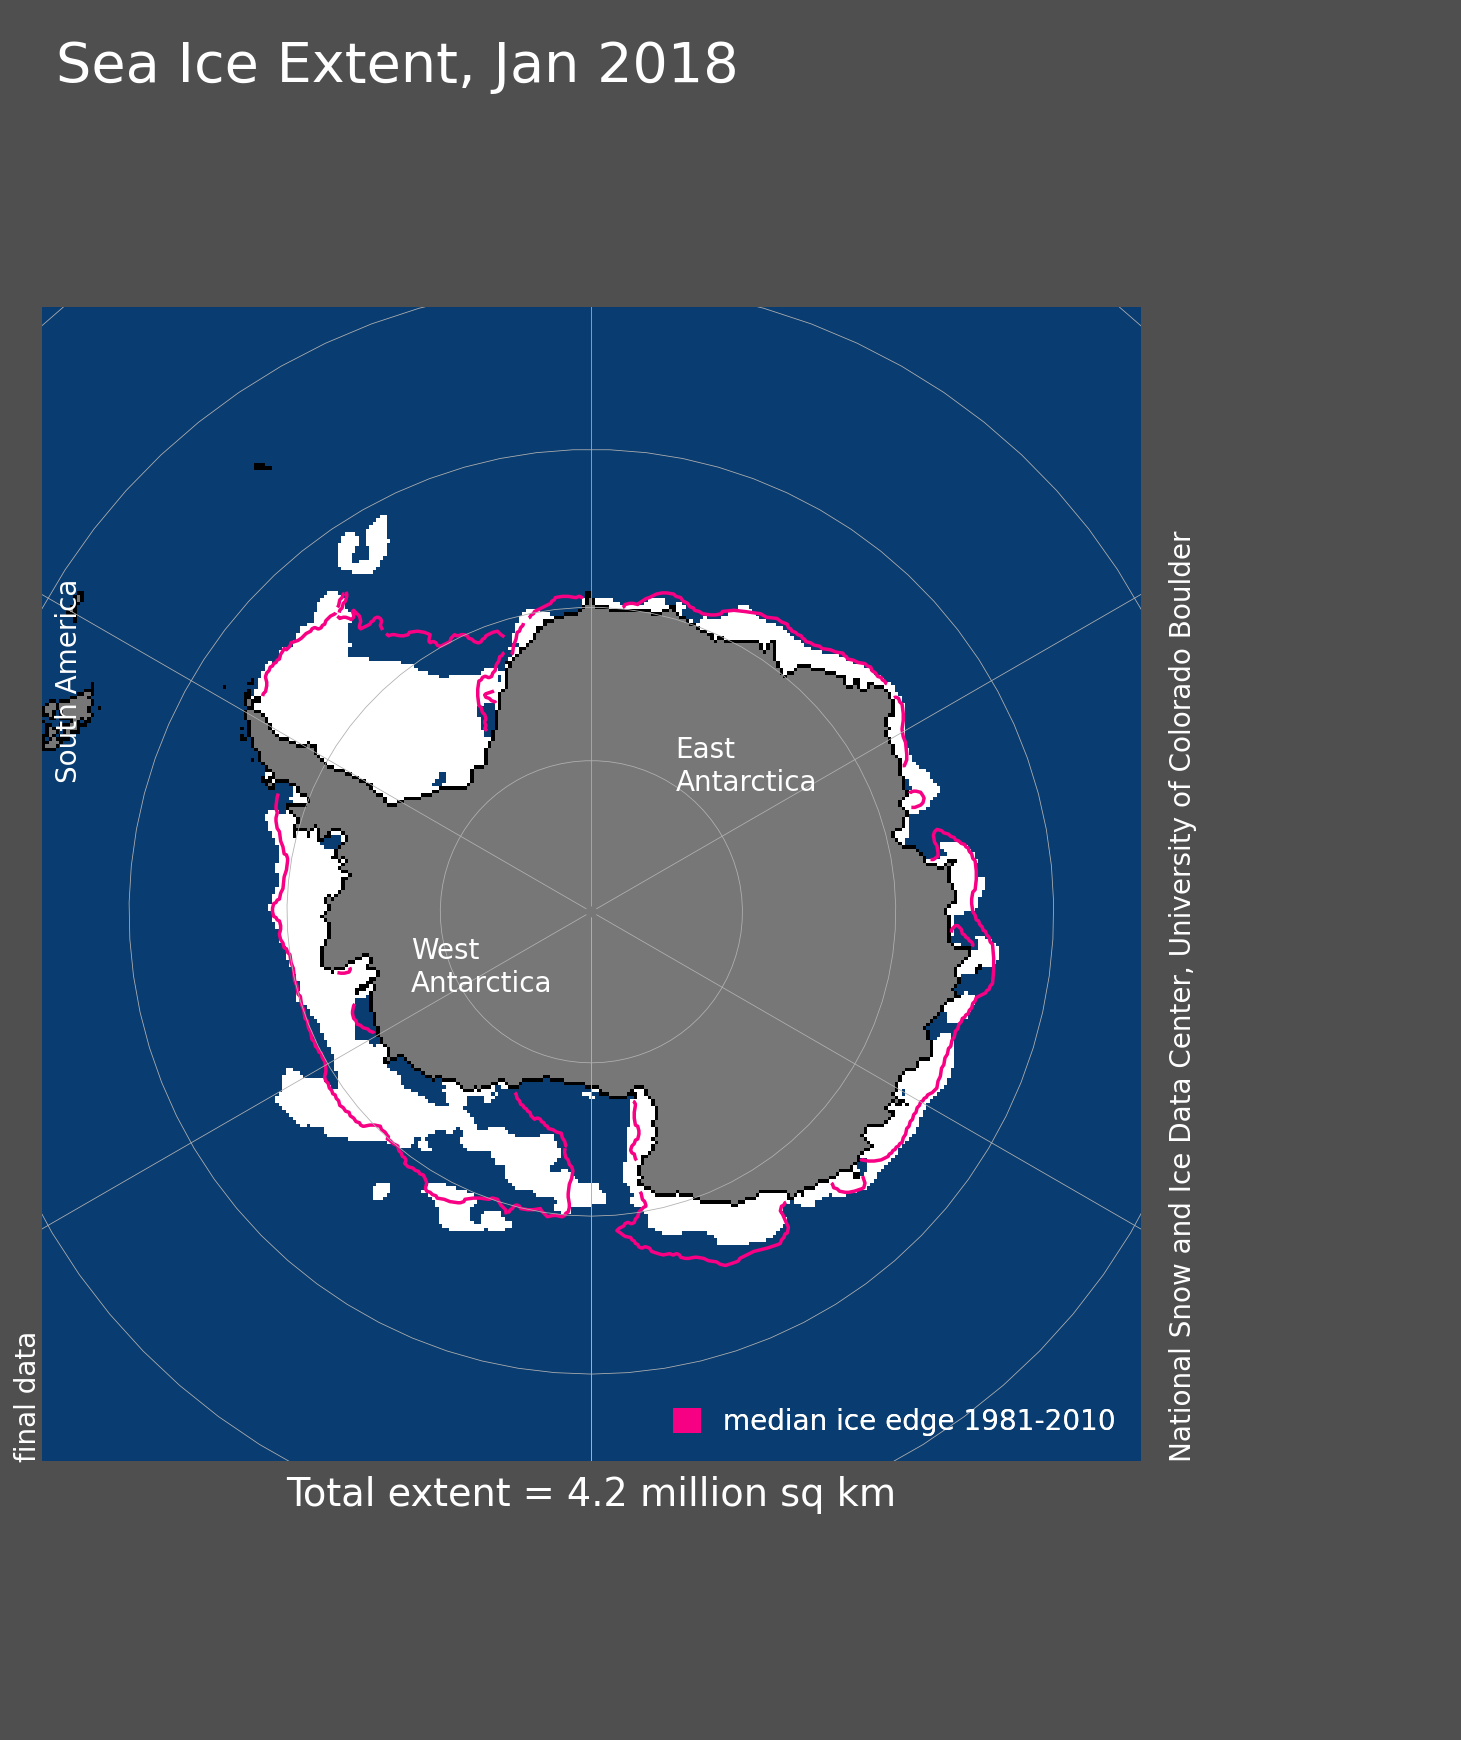 Sea Ice Extent, Jan 2018
South America
East
Antarctica
West
Antarctica
median ice edge 1981-2010
final data
National Snow and Ice Data Center, University of Colorado Boulder
Total extent = 4.2 million sq km